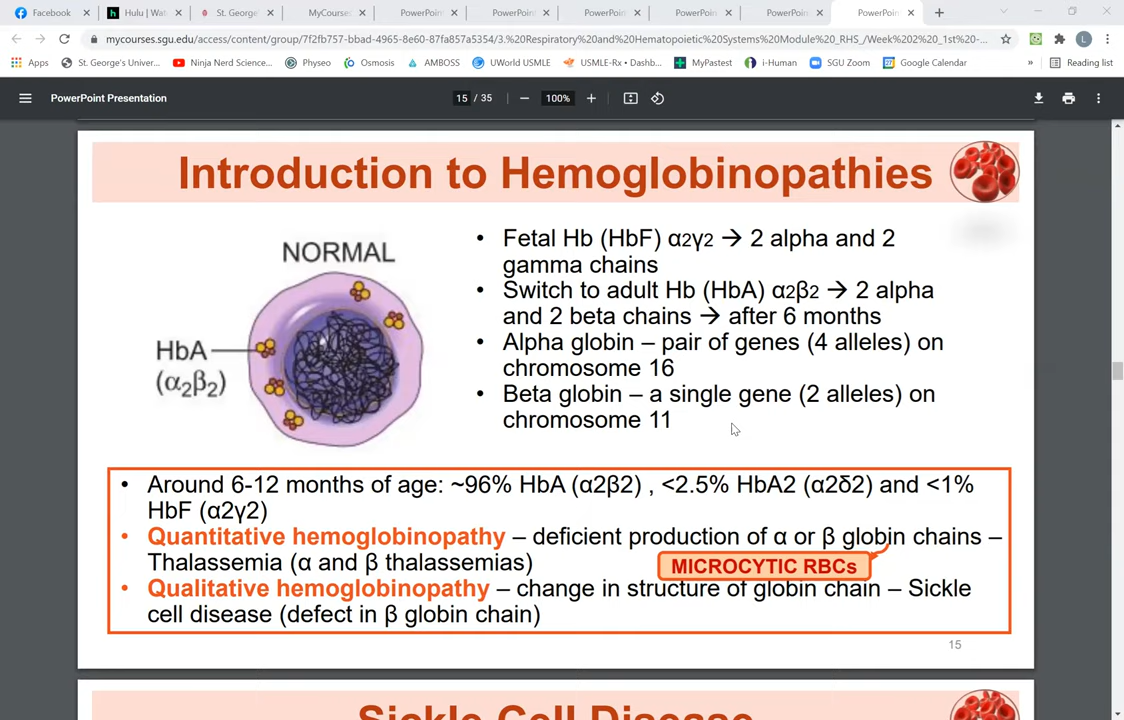 Facebook
Hulu | Wat
St. George'
MyCourses
PowerPoint
PowerPoin
PowerPoin
PowerPoin
PowerPoin
PowerPoin
mycourses.sgu.edu/access/content/group/7f2fb757-bbad-4965-8e60-87fa857a5354/3.%20Respiratory%20and%20Hematopoietic%20Systems%20Module%20_RHS_/Week%202%20_1st%20-...
Apps
St. George's Univer...
Ninja Nerd Science...
Physeo
Osmosis
AMBOSS
UWorld USMLE
USMLE-Rx • Dashb...
MyPastest
i-Human
SGU Zoom
Google Calendar
»
Reading list
PowerPoint Presentation
15 / 35
100%
Introduction to Hemoglobinopathies
NORMAL
HbA
(α2β2)
• Fetal Hb (HbF) α2γ2 → 2 alpha and 2
gamma chains
• Switch to adult Hb (HbA) α2β2 → 2 alpha
and 2 beta chains → after 6 months
• Alpha globin – pair of genes (4 alleles) on
chromosome 16
• Beta globin – a single gene (2 alleles) on
chromosome 11
• Around 6-12 months of age: ~96% HbA (α2β2) , <2.5% HbA2 (α2δ2) and <1%
HbF (α2γ2)
• Quantitative hemoglobinopathy – deficient production of α or β globin chains –
Thalassemia (α and β thalassemias)
MICROCYTIC RBCs
• Qualitative hemoglobinopathy – change in structure of globin chain – Sickle
cell disease (defect in β globin chain)
15
Sickle Cell Disease